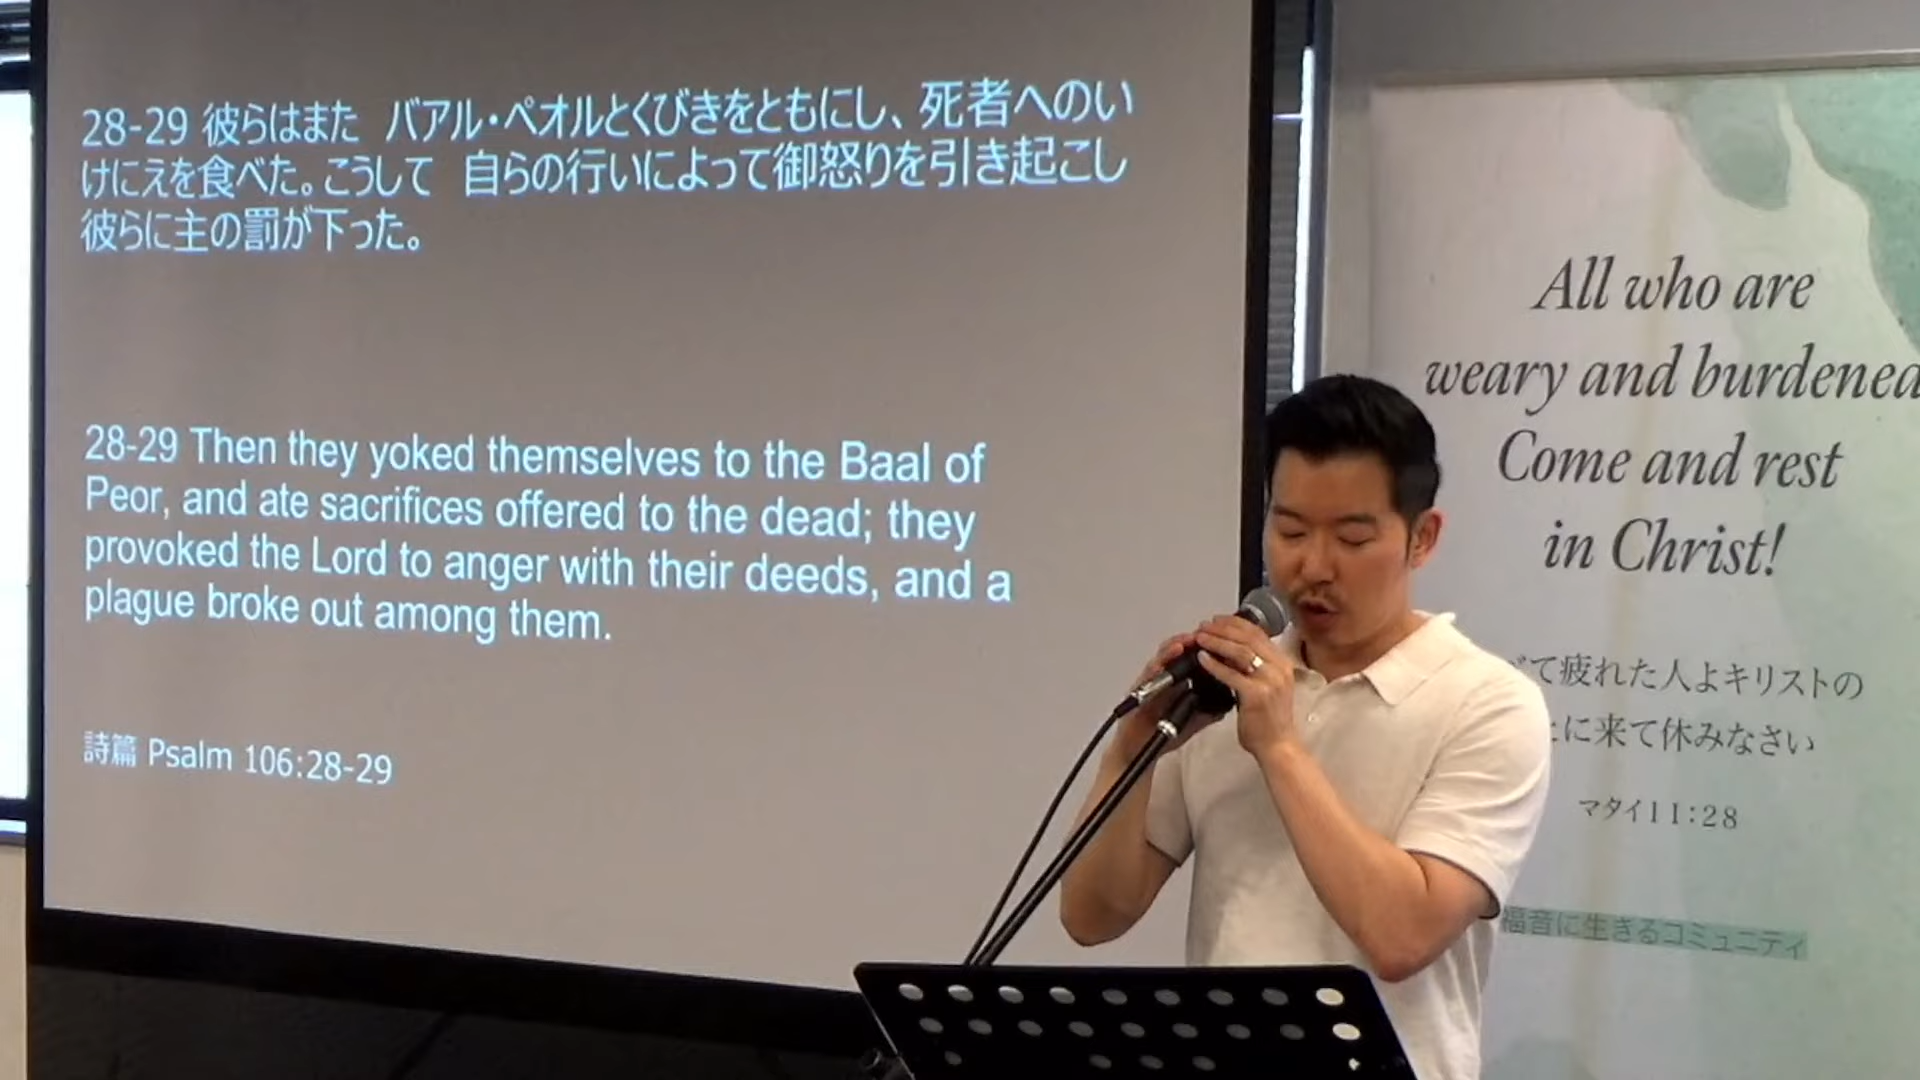 28-29 彼らはまた バアル・ペオルとくびきをともにし、死者へのい
けにえを食べた。こうして 自らの行いによって御怒りを引き起こし
彼らに主の罰が下った。
28-29 Then they yoked themselves to the Baal of
Peor, and ate sacrifices offered to the dead; they
provoked the Lord to anger with their deeds, and a
plague broke out among them.
詩篇 Psalm 106:28-29
All who are
weary and burdened
Come and rest
in Christ!
て疲れた人よキリストの
に来て休みなさい
マタイ11:28
福音に生きるコミュニティ